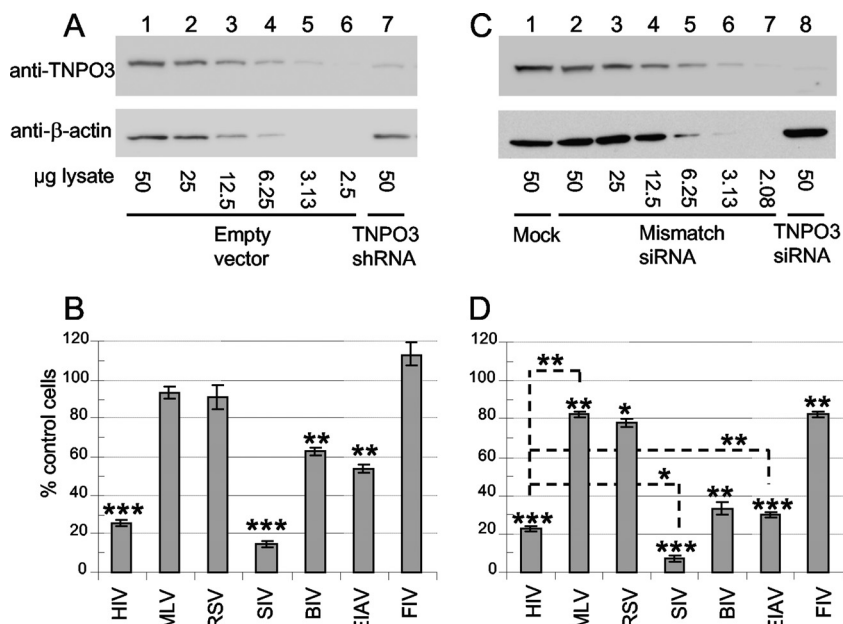 A
1 2 3 4 5 6 7
anti-TNPO3
anti-β-actin
µg lysate
50 25 12.5 6.25 3.13 2.5 50
Empty vector
TNPO3 shRNA
C
1 2 3 4 5 6 7 8
50 50 25 12.5 6.25 3.13 2.08 50
Mock
Mismatch siRNA
TNPO3 siRNA
B
% control cells
120
100
80
60
40
20
0
*** *** ** **
HIV MLV RSV SIV BIV EIAV FIV
D
120
100
80
60
40
20
0
**
** * **
**
*
*** *** ** ***
HIV MLV RSV SIV BIV EIAV FIV